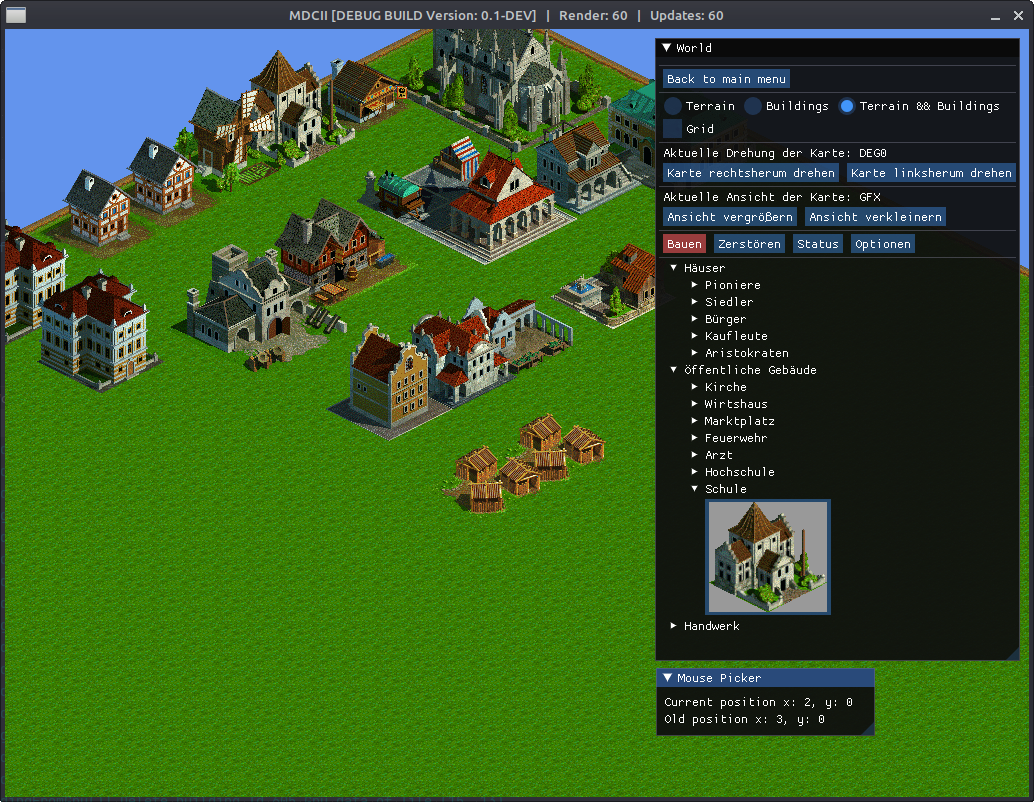 MDCII [DEBUG BUILD Version: 0.1-DEV] | Render: 60 | Updates: 60
World
Back to main menu
Terrain Buildings Terrain && Buildings
Grid
Aktuelle Drehung der Karte: DEG0
Karte rechtsherum drehen Karte linksherum drehen
Aktuelle Ansicht der Karte: GFX
Ansicht vergrößern Ansicht verkleinern
Bauen Zerstören Status Optionen
Häuser
Pioniere
Siedler
Bürger
Kaufleute
Aristokraten
Öffentliche Gebäude
Kirche
Wirtshaus
Marktplatz
Feuerwehr
Arzt
Hochschule
Schule
Handwerk
Mouse Picker
Current position x: 2, y: 0
Old position x: 3, y: 0